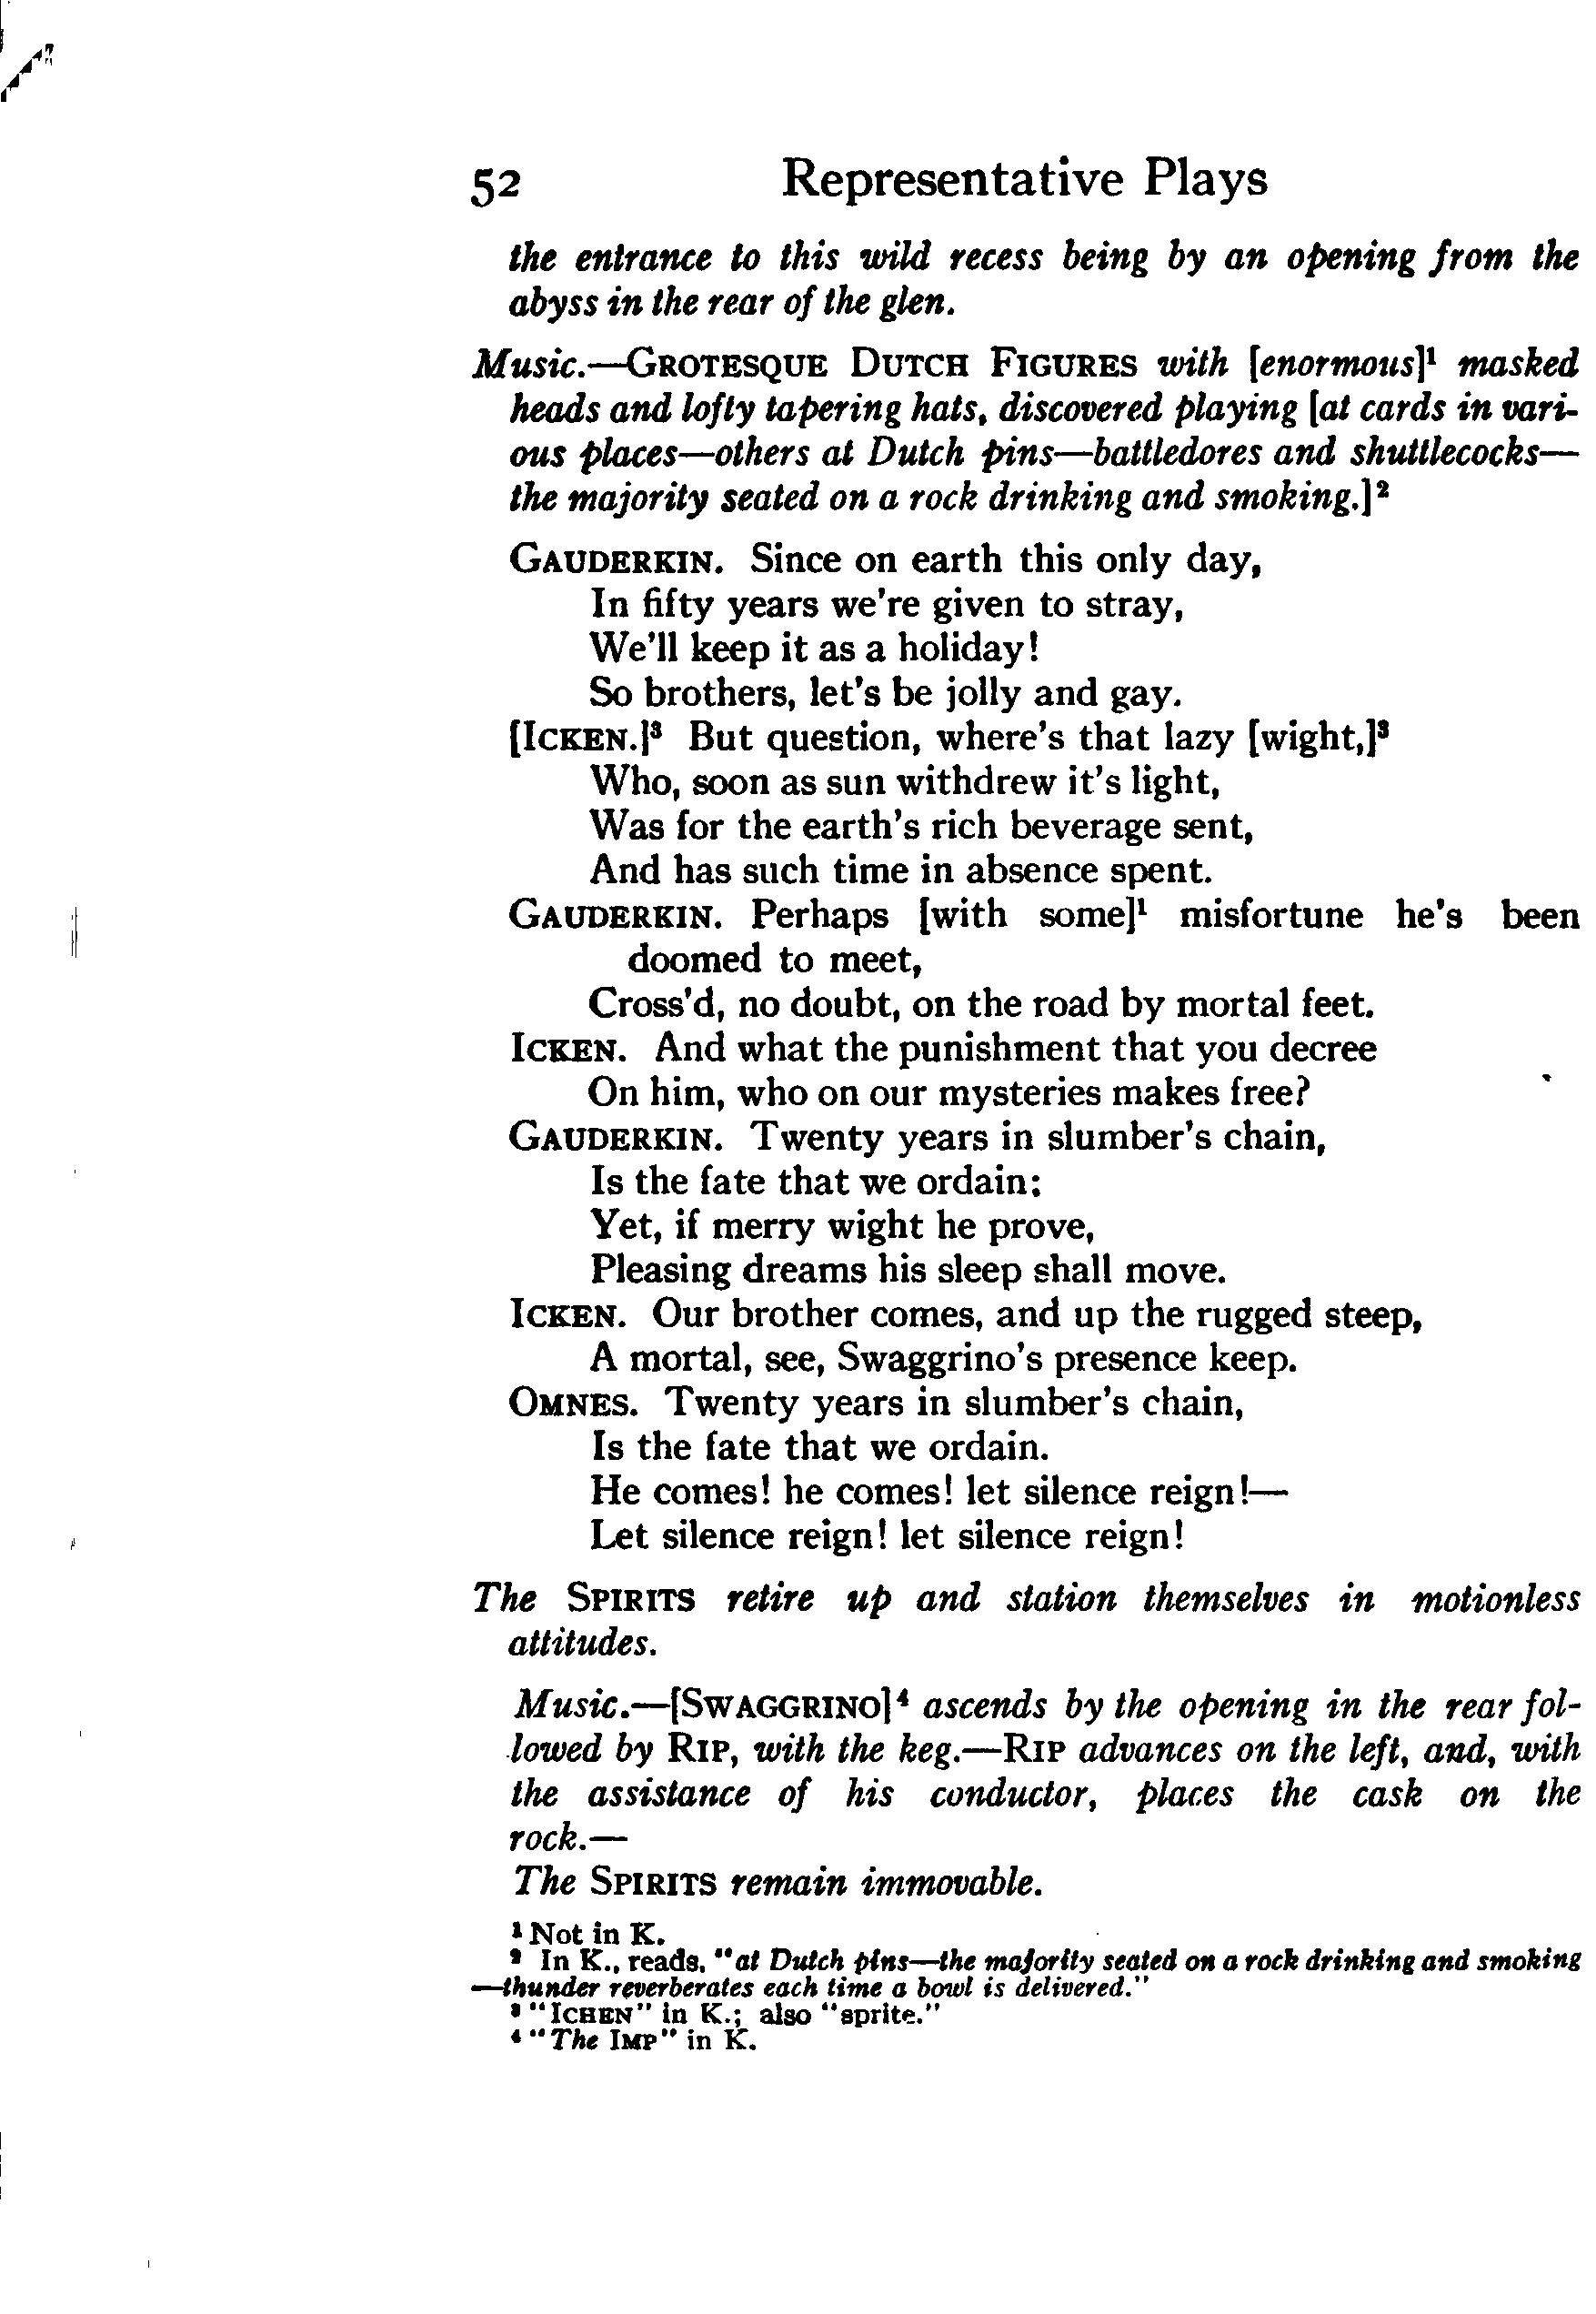 52 Representative Plays
the entrance to this wild recess being by an opening from the
abyss in the rear of the glen.
Music.—GROTESQUE DUTCH FIGURES with [enormous]¹ masked
heads and lofty tapering hats, discovered playing [at cards in vari-
ous places—others at Dutch pins—battledores and shuttlecocks—
the majority seated on a rock drinking and smoking.]²
GAUDERKIN. Since on earth this only day,
In fifty years we're given to stray,
We'll keep it as a holiday!
So brothers, let's be jolly and gay.
[ICKEN.]³ But question, where's that lazy [wight,]³
Who, soon as sun withdrew it's light,
Was for the earth's rich beverage sent,
And has such time in absence spent.
GAUDERKIN. Perhaps [with some]¹ misfortune he's been
doomed to meet,
Cross'd, no doubt, on the road by mortal feet.
ICKEN. And what the punishment that you decree
On him, who on our mysteries makes free?
GAUDERKIN. Twenty years in slumber's chain,
Is the fate that we ordain;
Yet, if merry wight he prove,
Pleasing dreams his sleep shall move.
ICKEN. Our brother comes, and up the rugged steep,
A mortal, see, Swaggrino's presence keep.
OMNES. Twenty years in slumber's chain,
Is the fate that we ordain.
He comes! he comes! let silence reign!—
Let silence reign! let silence reign!
The SPIRITS retire up and station themselves in motionless
attitudes.
Music.—[SWAGGRINO]⁴ ascends by the opening in the rear fol-
lowed by RIP, with the keg.—RIP advances on the left, and, with
the assistance of his conductor, places the cask on the
rock.—
The SPIRITS remain immovable.
¹ Not in K.
² In K., reads, "at Dutch pins—the majority seated on a rock drinking and smoking
—thunder reverberates each time a bowl is delivered."
³ "ICHEN" in K.; also "sprite."
⁴ "The IMP" in K.